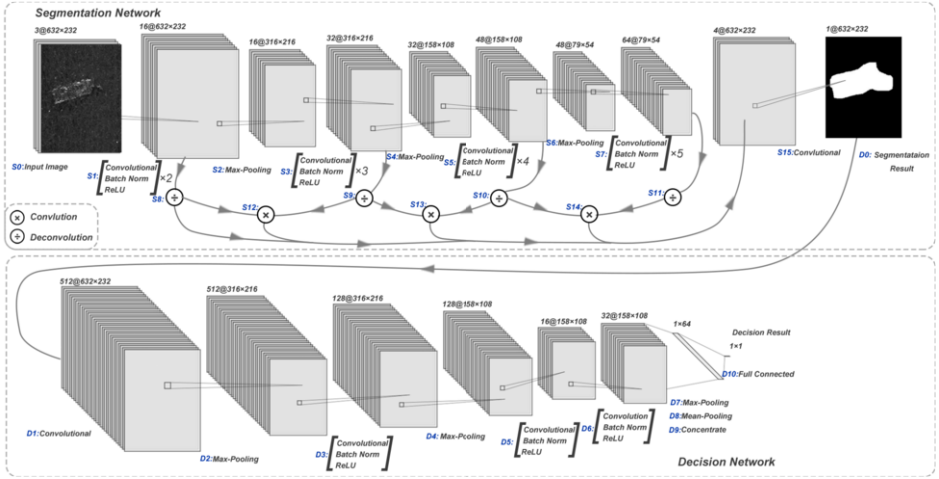 Segmentation Network
3@632×232
16@632×232
16@316×216
32@316×216
32@158×108
48@158×108
48@79×54
64@79×54
4@632×232
1@632×232
S0:Input Image
S1: [Convolutional
Batch Norm
ReLU] ×2
S2:Max-Pooling
S3: [Convolutional
Batch Norm
ReLU] ×3
S4:Max-Pooling
S5: [Convolutional
Batch Norm
ReLU] ×4
S6:Max-Pooling
S7: [Convolutional
Batch Norm
ReLU] ×5
S15:Convlutional
D0: Segmentataion
Result
S8:
S12:
S9:
S13:
S10:
S14:
S11:
Convlution
Deconvolution
512@632×232
512@316×216
128@316×216
128@158×108
16@158×108
32@158×108
1×64
Decision Result
1×1
D1:Convolutional
D2:Max-Pooling
D3: [Convolutional
Batch Norm
ReLU]
D4:Max-Pooling
D5: [Convolutional
Batch Norm
ReLU]
D6: [Convolution
Batch Norm
ReLU]
D7:Max-Pooling
D8:Mean-Pooling
D9:Concentrate
D10:Full Connected
Decision Network